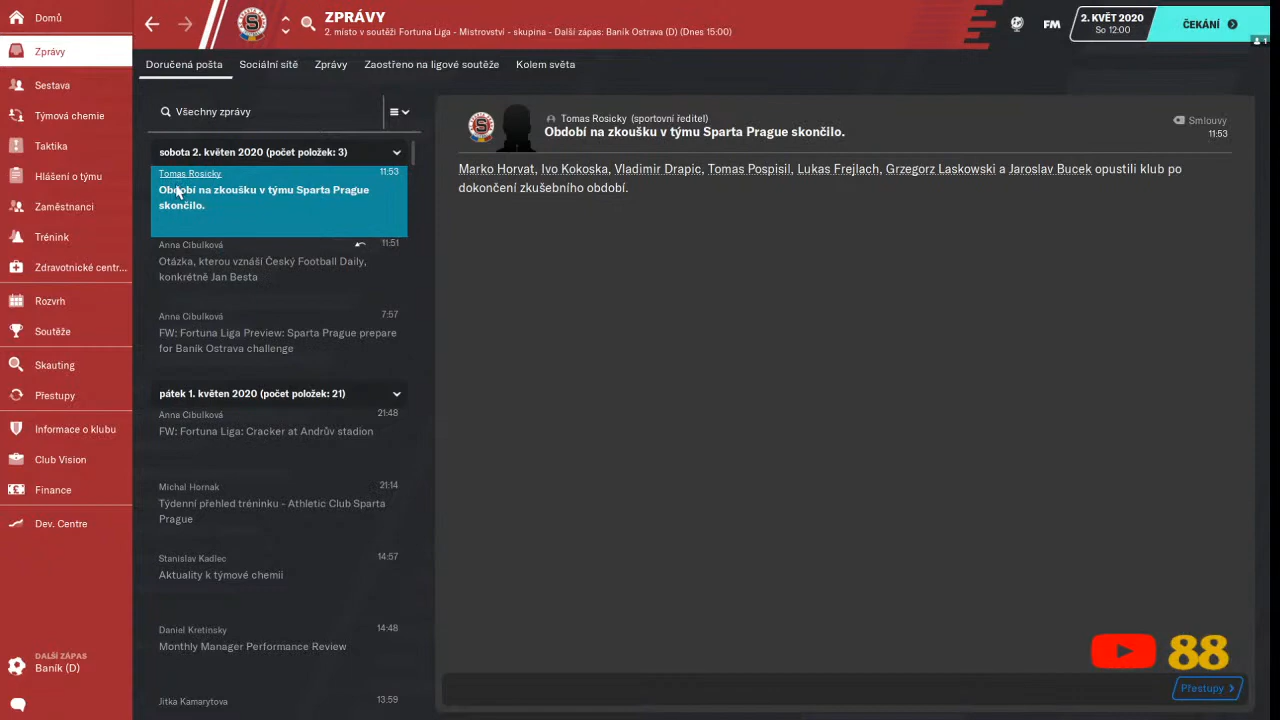 Domů
Zprávy
Sestava
Týmová chemie
Taktika
Hlášení o týmu
Zaměstnanci
Trénink
Zdravotnické centr...
Rozvrh
Soutěže
Skauting
Přestupy
Informace o klubu
Club Vision
Finance
Dev. Centre
DALŠÍ ZÁPAS
Baník (D)
ZPRÁVY
2. místo v soutěži Fortuna Liga - Mistrovství - skupina - Další zápas: Baník Ostrava (D) (Dnes 15:00)
FM
2. KVĚT 2020
So 12:00
ČEKÁNÍ
1
Doručená pošta
Sociální sítě
Zprávy
Zaostřeno na ligové soutěže
Kolem světa
Všechny zprávy
sobota 2. květen 2020 (počet položek: 3)
Tomas Rosicky 11:53
Období na zkoušku v týmu Sparta Prague
skončilo.
Anna Cibulková 11:51
Otázka, kterou vznáší Český Football Daily,
konkrétně Jan Besta
Anna Cibulková 7:57
FW: Fortuna Liga Preview: Sparta Prague prepare
for Baník Ostrava challenge
pátek 1. květen 2020 (počet položek: 21)
Anna Cibulková 21:48
FW: Fortuna Liga: Cracker at Andrův stadion
Michal Hornak 21:14
Týdenní přehled tréninku - Athletic Club Sparta
Prague
Stanislav Kadlec 14:57
Aktuality k týmové chemii
Daniel Kretinsky 14:48
Monthly Manager Performance Review
Jitka Kamarytova 13:59
Tomas Rosicky (sportovní ředitel)
Období na zkoušku v týmu Sparta Prague skončilo.
Smlouvy
11:53
Marko Horvat, Ivo Kokoska, Vladimir Drapic, Tomas Pospisil, Lukas Frejlach, Grzegorz Laskowski a Jaroslav Bucek opustili klub po
dokončení zkušebního období.
88
Přestupy